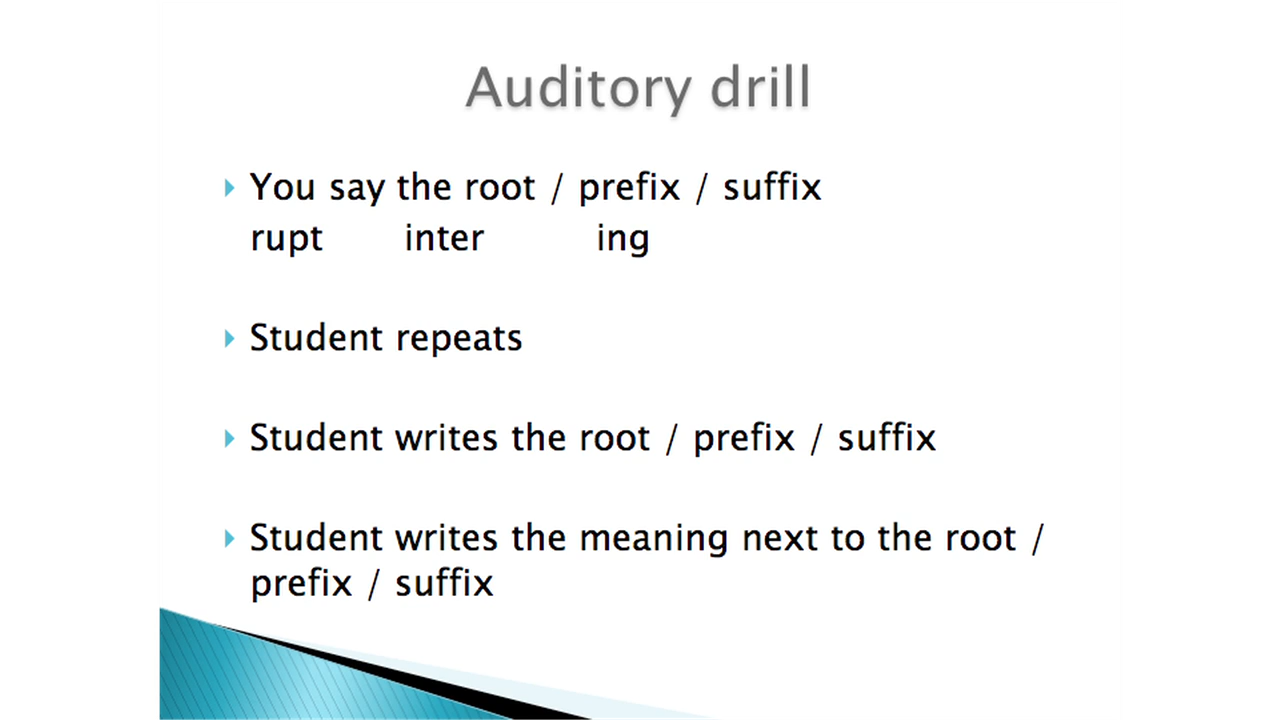 Auditory drill
You say the root / prefix / suffix
rupt inter ing
Student repeats
Student writes the root / prefix / suffix
Student writes the meaning next to the root /
prefix / suffix